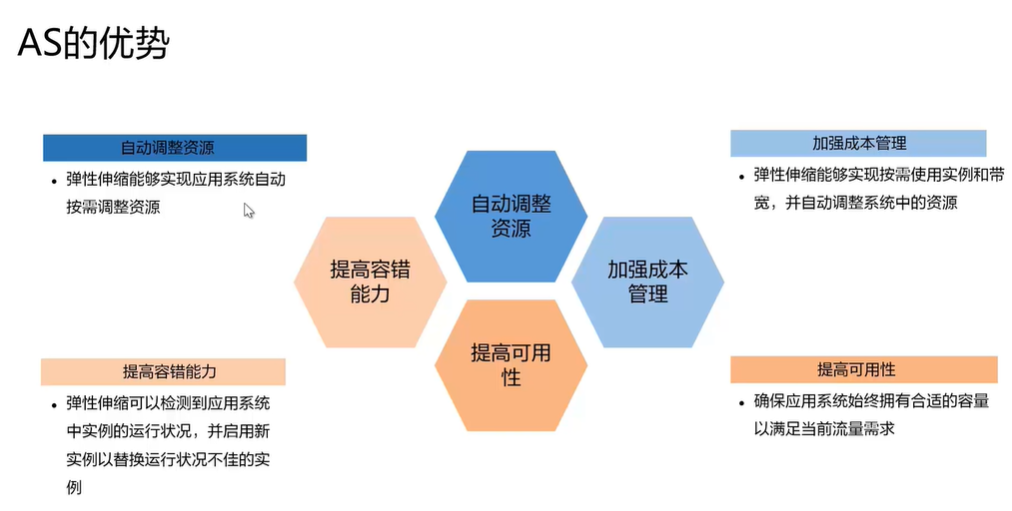 AS的优势
自动调整资源
弹性伸缩能够实现应用系统自动
按需调整资源
加强成本管理
弹性伸缩能够实现按需使用实例和带
宽，并自动调整系统中的资源
自动调整
资源
提高容错
能力
加强成本
管理
提高可用
性
提高容错能力
弹性伸缩可以检测到应用系统
中实例的运行状况，并启用新
实例以替换运行状况不佳的实
例
提高可用性
确保应用系统始终拥有合适的容量
以满足当前流量需求